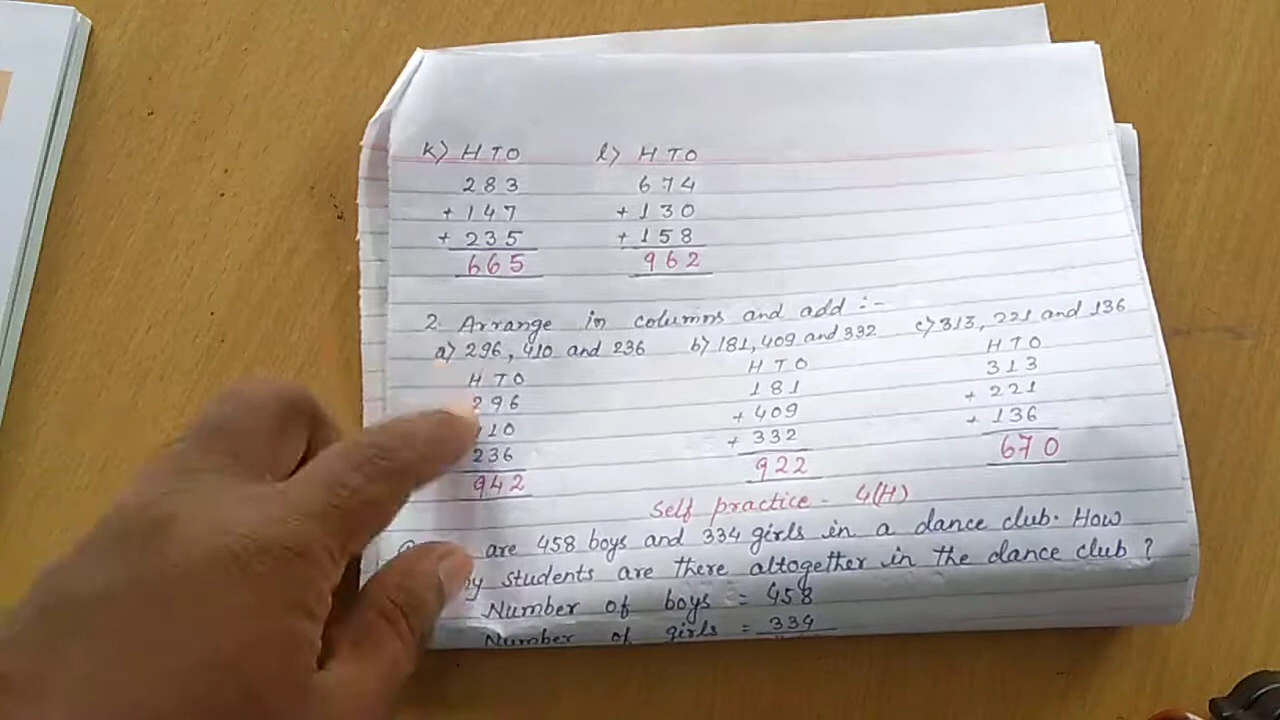 k) H T O
283
+ 147
+ 235
665
l) H T O
674
+ 130
+ 158
962
2. Arrange in columns and add :-
a) 296, 410 and 236
H T O
296
10
236
942
b) 181, 409 and 332
H T O
181
+ 409
+ 332
922
c) 313, 221 and 136
H T O
313
+ 221
+ 136
670
Self practice - 4(H)
are 458 boys and 334 girls in a dance club. How
students are there altogether in the dance club ?
Number of boys = 458
Number of girls = 334